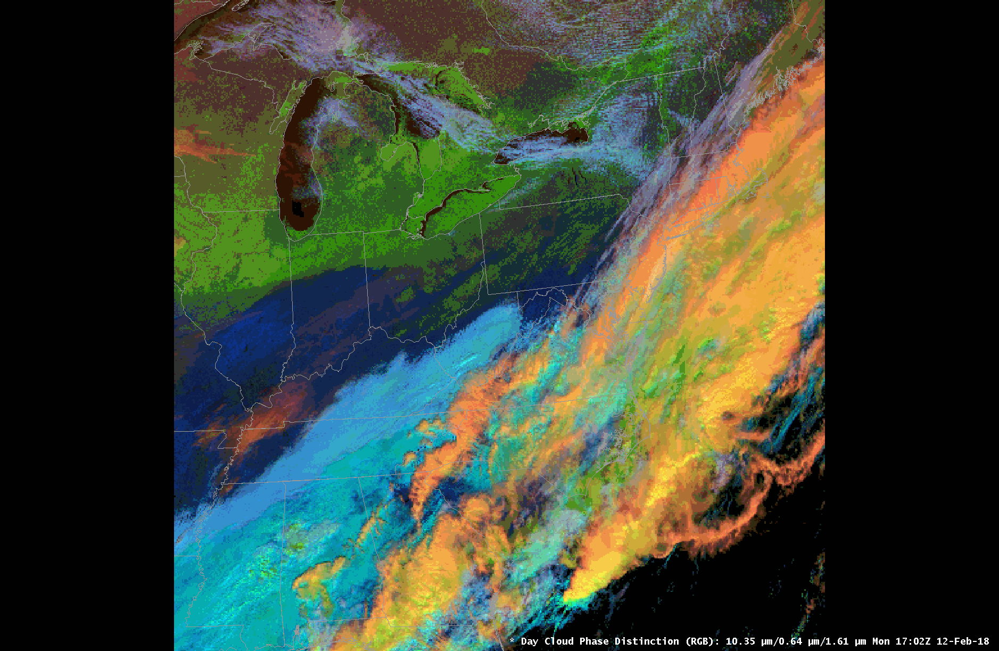 * Day Cloud Phase Distinction (RGB): 10.35 µm/0.64 µm/1.61 µm Mon 17:02Z 12-Feb-18